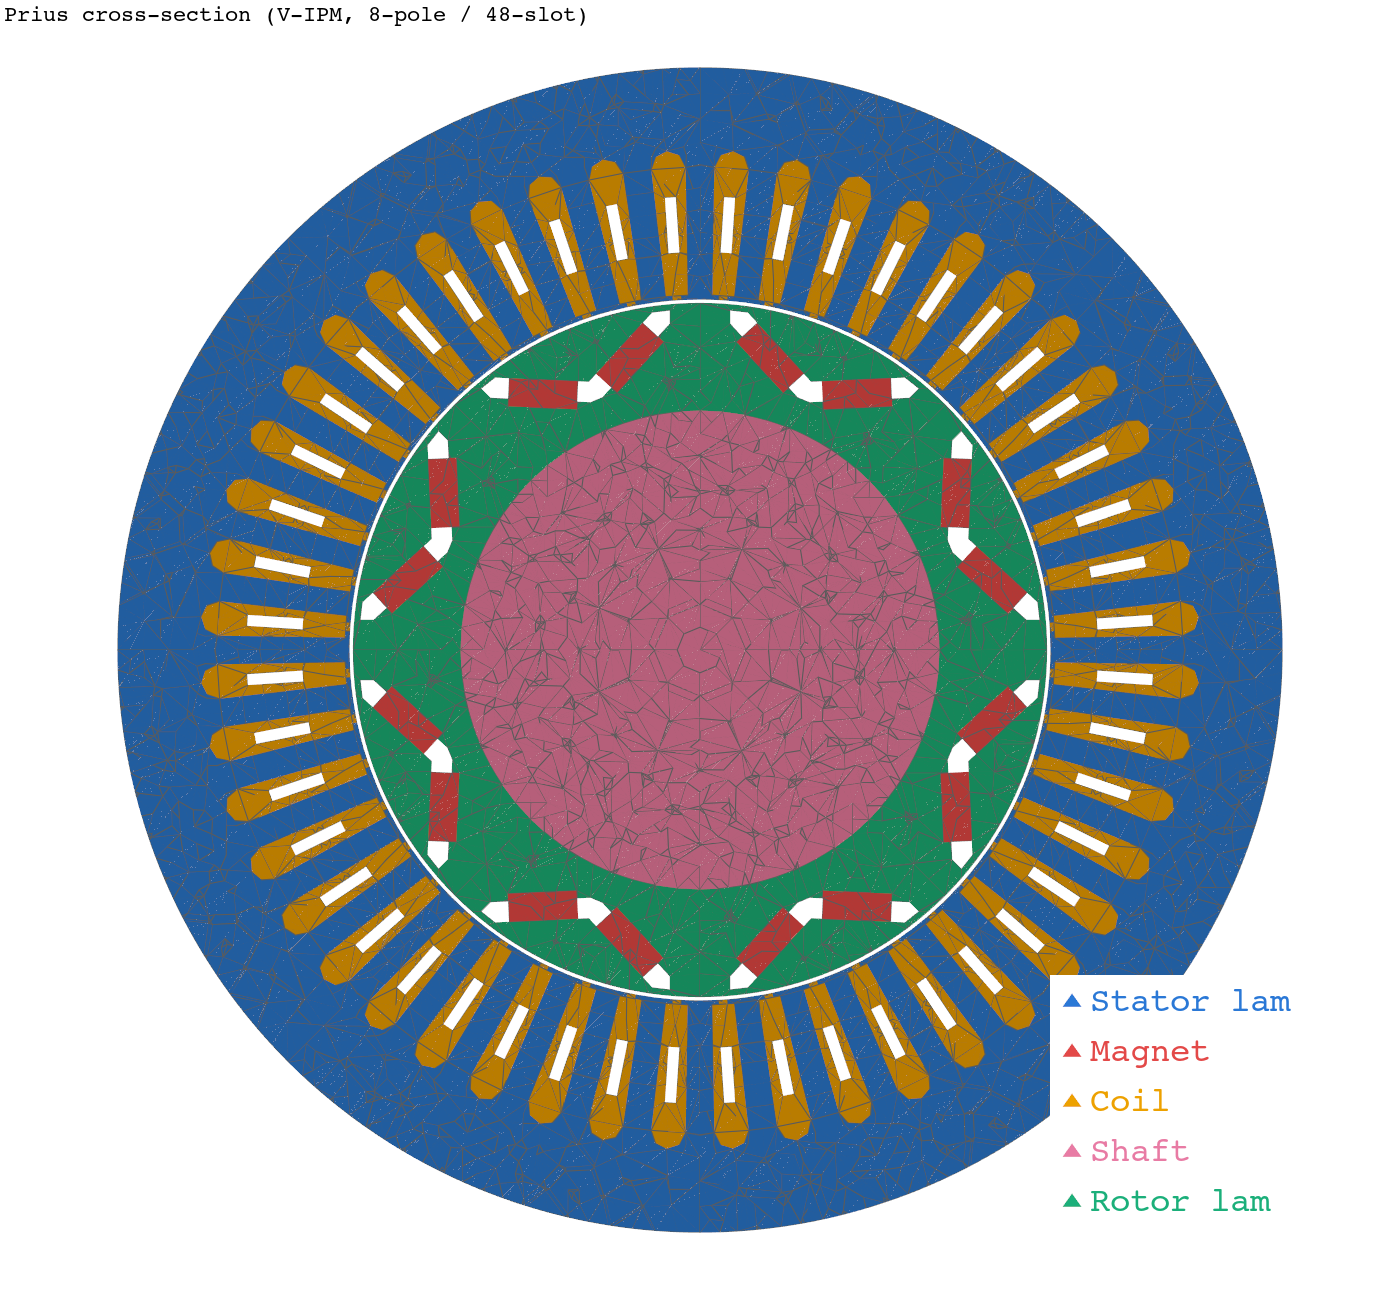 Prius cross-section (V-IPM, 8-pole / 48-slot)
Stator lam
Magnet
Coil
Shaft
Rotor lam